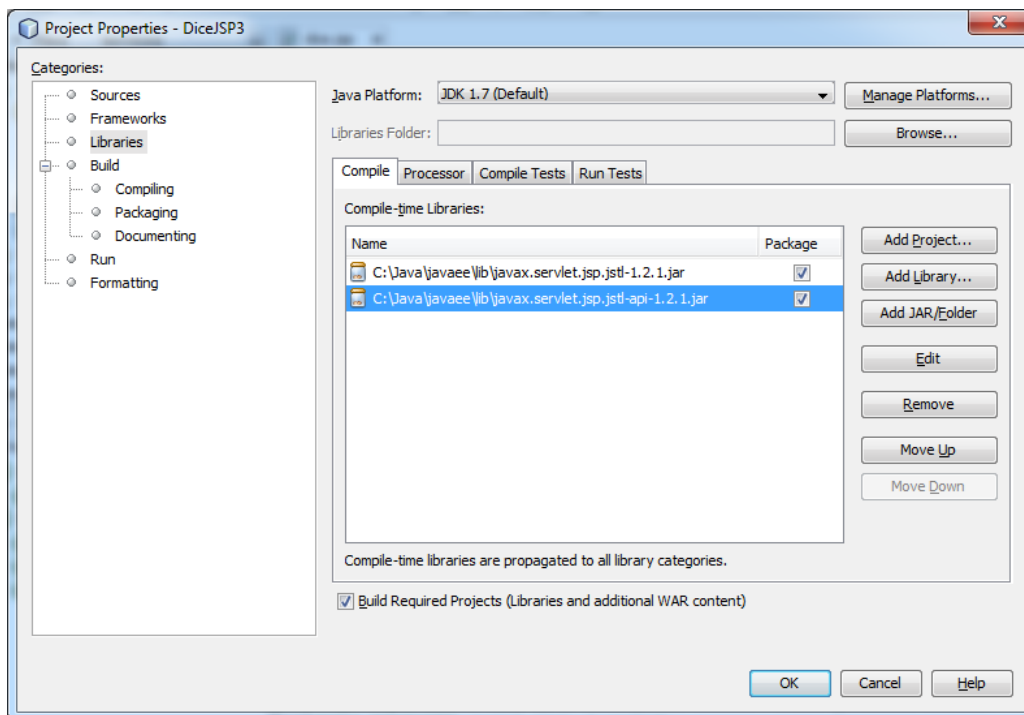 Project Properties - DiceJSP3
Categories:
Sources
Frameworks
Libraries
Build
Compiling
Packaging
Documenting
Run
Formatting
Java Platform: JDK 1.7 (Default) Manage Platforms...
Libraries Folder: Browse...
Compile Processor Compile Tests Run Tests
Compile-time Libraries:
Name Package
C:\Java\javaee\lib\javax.servlet.jsp.jstl-1.2.1.jar
C:\Java\javaee\lib\javax.servlet.jsp.jstl-api-1.2.1.jar
Add Project...
Add Library...
Add JAR/Folder
Edit
Remove
Move Up
Move Down
Compile-time libraries are propagated to all library categories.
Build Required Projects (Libraries and additional WAR content)
OK Cancel Help